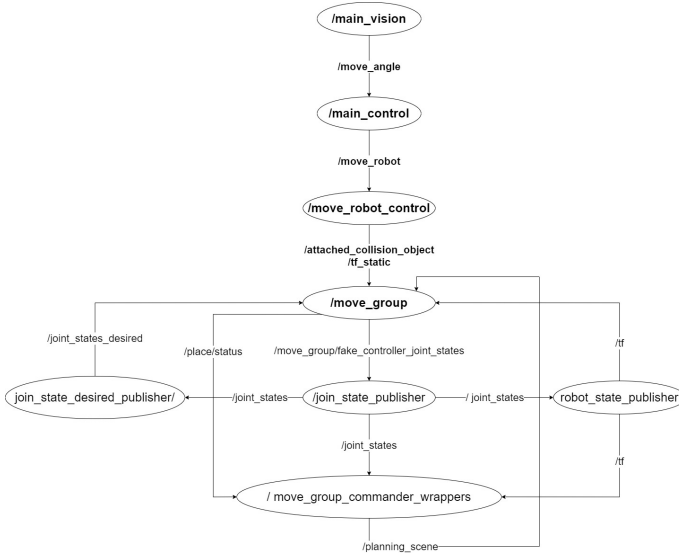 /main_vision
/move_angle
/main_control
/move_robot
/move_robot_control
/attached_collision_object
/tf_static
/move_group
/joint_states_desired
/place/status
/move_group/fake_controller_joint_states
/tf
join_state_desired_publisher/
/joint_states
/join_state_publisher
/ joint_states
robot_state_publisher
/joint_states
/tf
/ move_group_commander_wrappers
/planning_scene